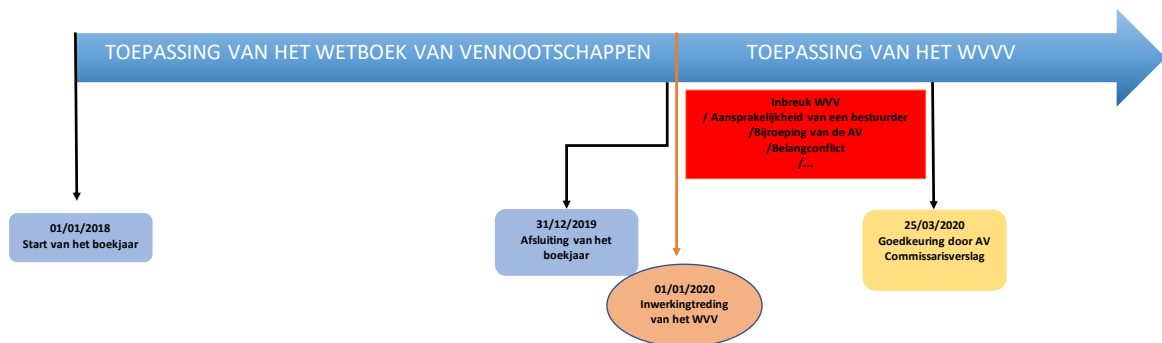 TOEPASSING VAN HET WETBOEK VAN VENNOOTSCHAPPEN
TOEPASSING VAN HET WVVV
Inbreuk WVV
/ Aansprakelijkheid van een bestuurder
/Bijroeping van de AV
/Belangconflict
/...
01/01/2018
Start van het boekjaar
31/12/2019
Afsluiting van het
boekjaar
25/03/2020
Goedkeuring door AV
Commissarisverslag
01/01/2020
Inwerkingtreding
van het WVV